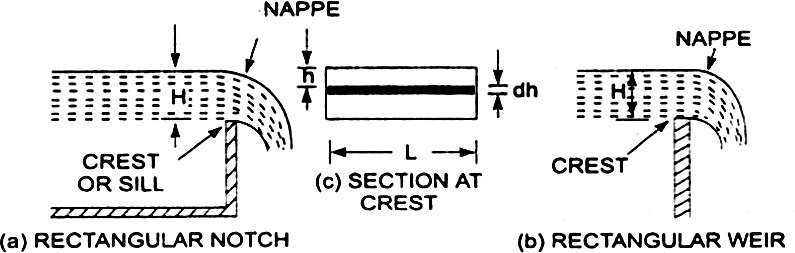 NAPPE
H
CREST
OR SILL
(a) RECTANGULAR NOTCH
h
dh
L
(c) SECTION AT
CREST
NAPPE
H
CREST
(b) RECTANGULAR WEIR